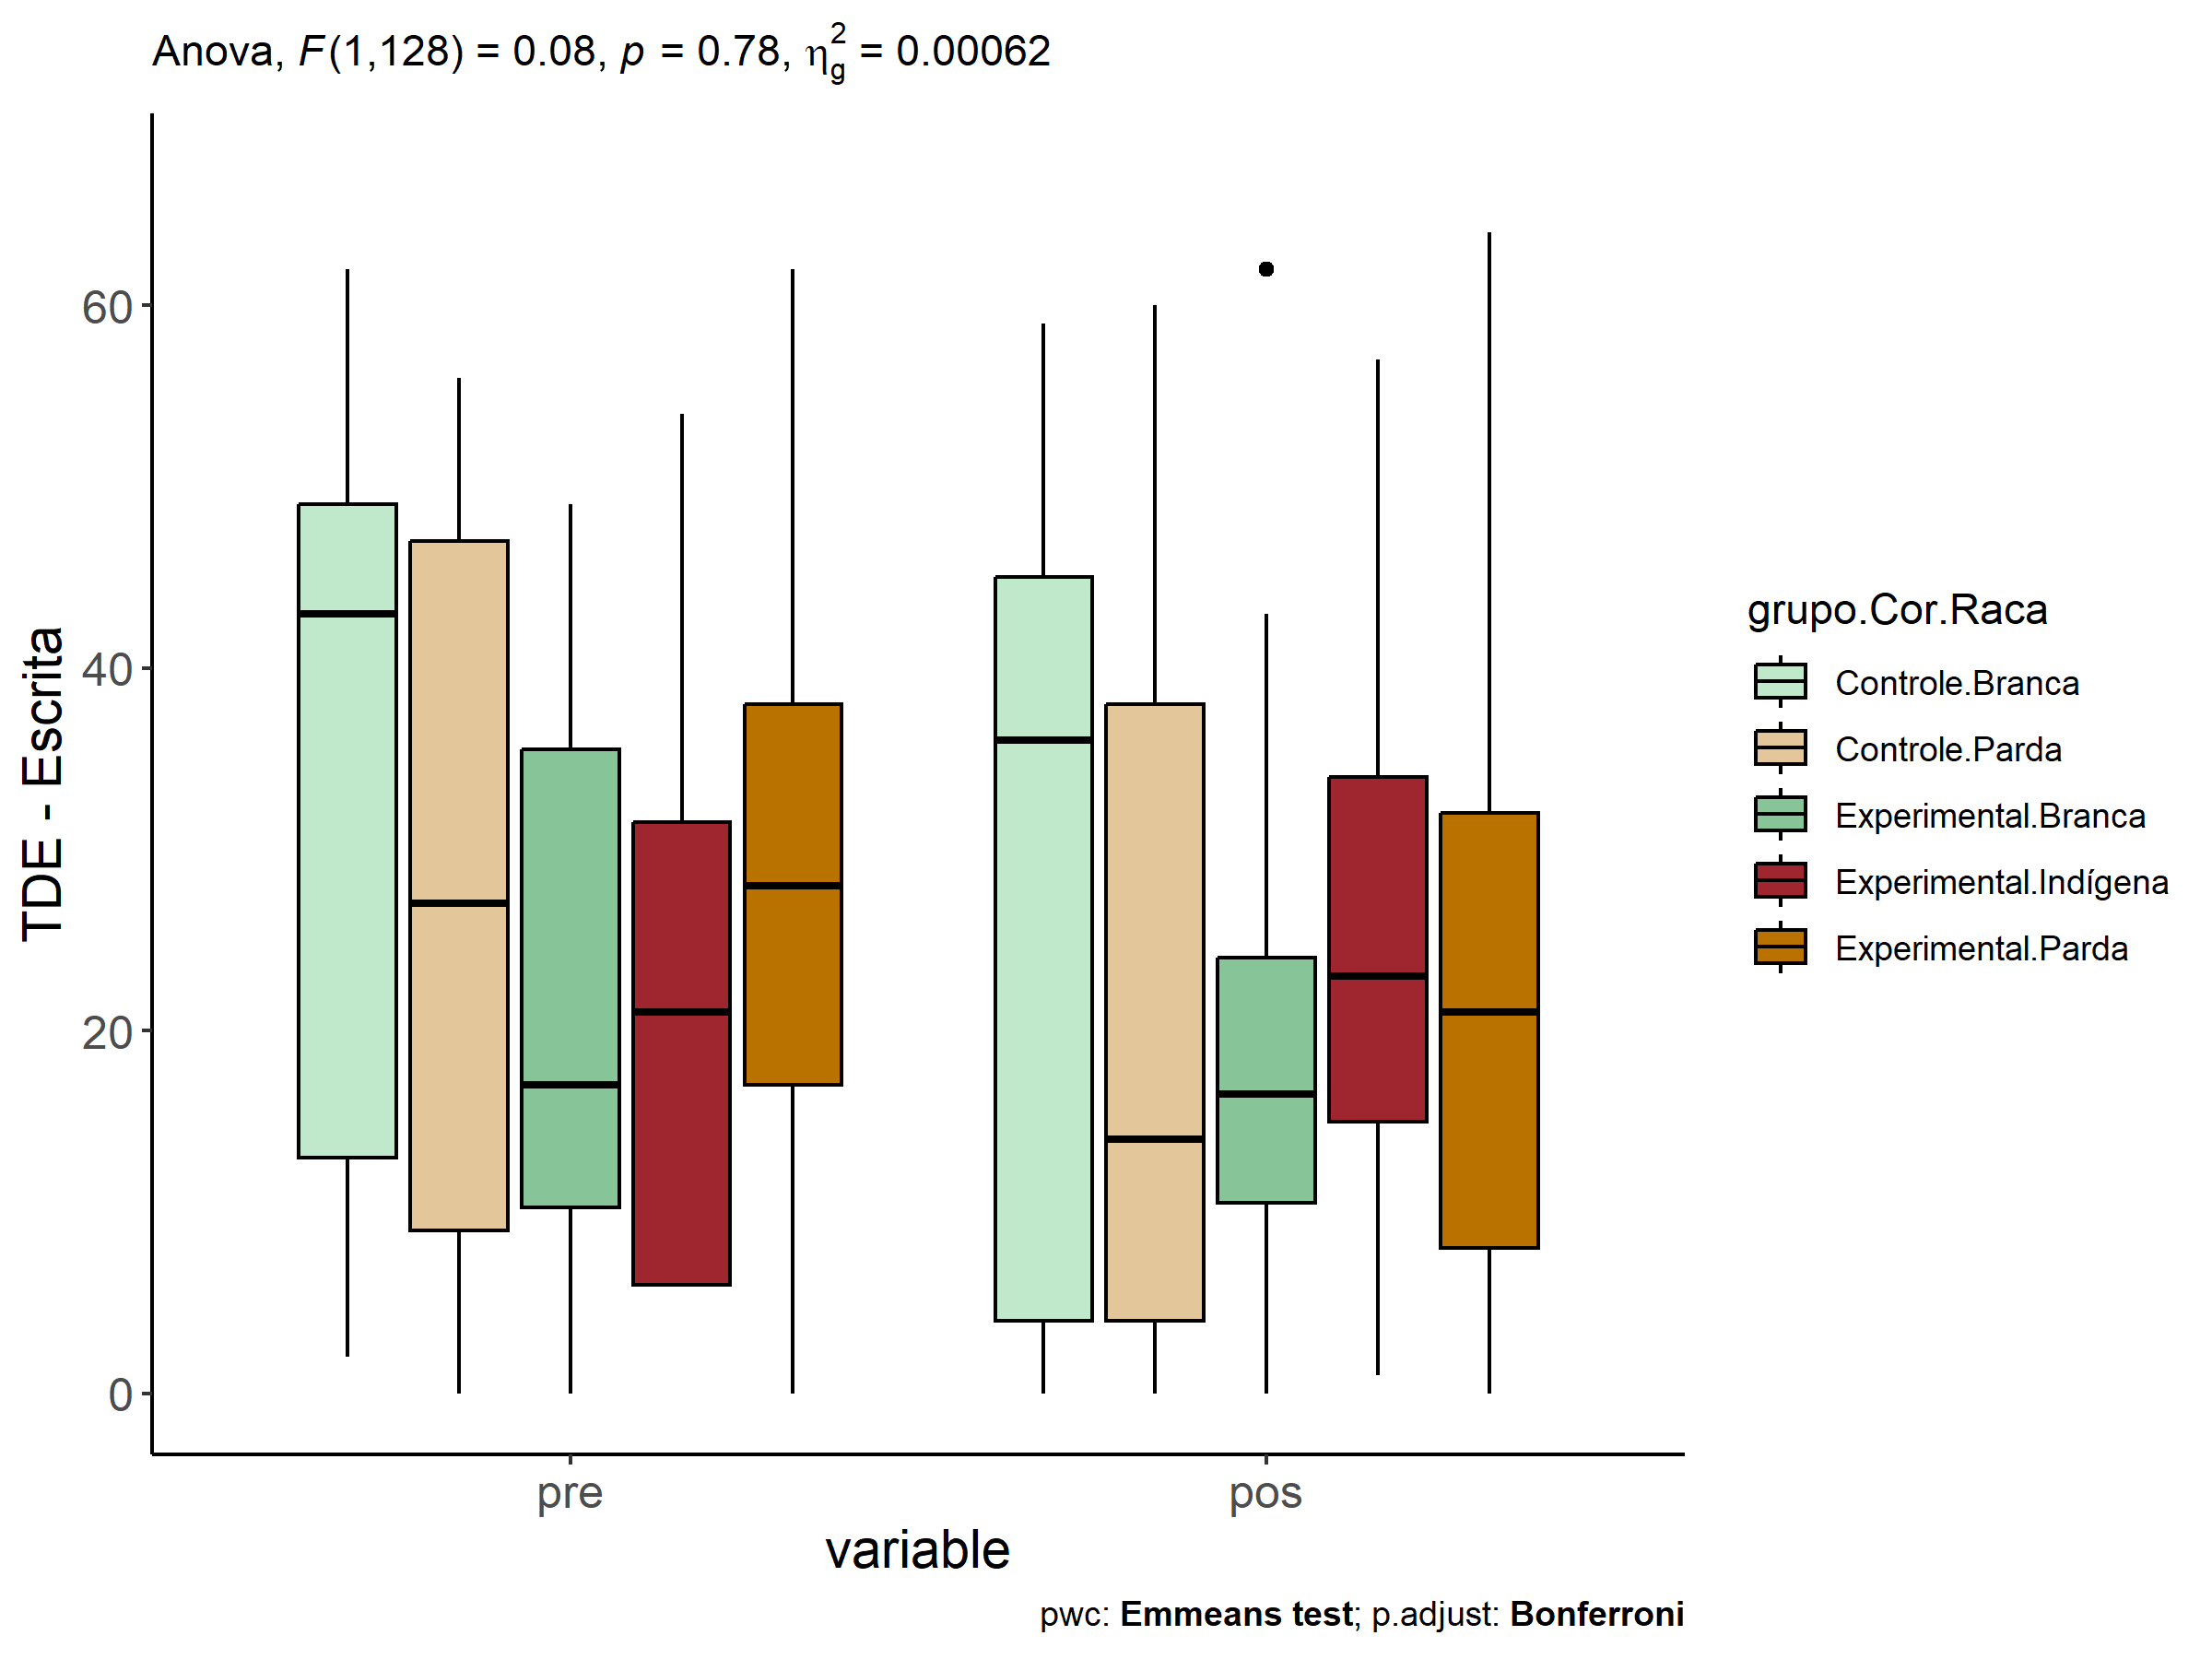 Anova, F(1,128) = 0.08, p = 0.78, η²g = 0.00062
TDE - Escrita
60
40
20
0
pre
pos
variable
grupo.Cor.Raca
Controle.Branca
Controle.Parda
Experimental.Branca
Experimental.Indígena
Experimental.Parda
pwc: Emmeans test; p.adjust: Bonferroni